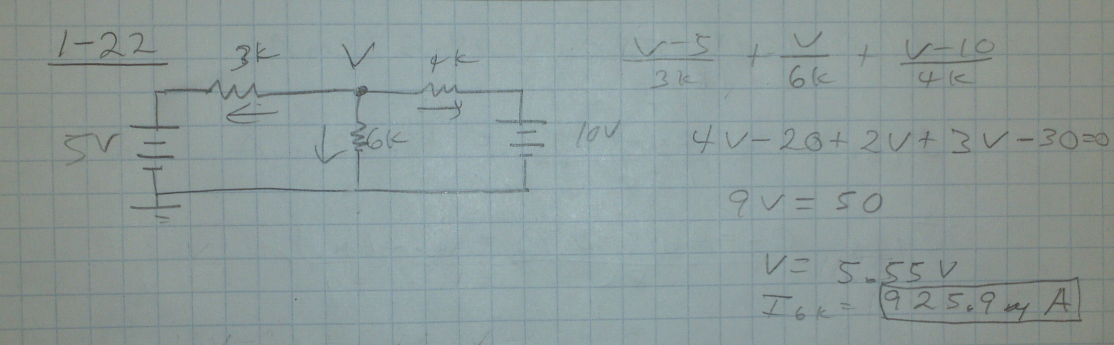 1-22
3k V 4k
5V 6k 10V
V-5/3k + V/6k + V-10/4k
4V-20+2V+3V-30=0
9V=50
V= 5.55V
I6k= 925.9 μA